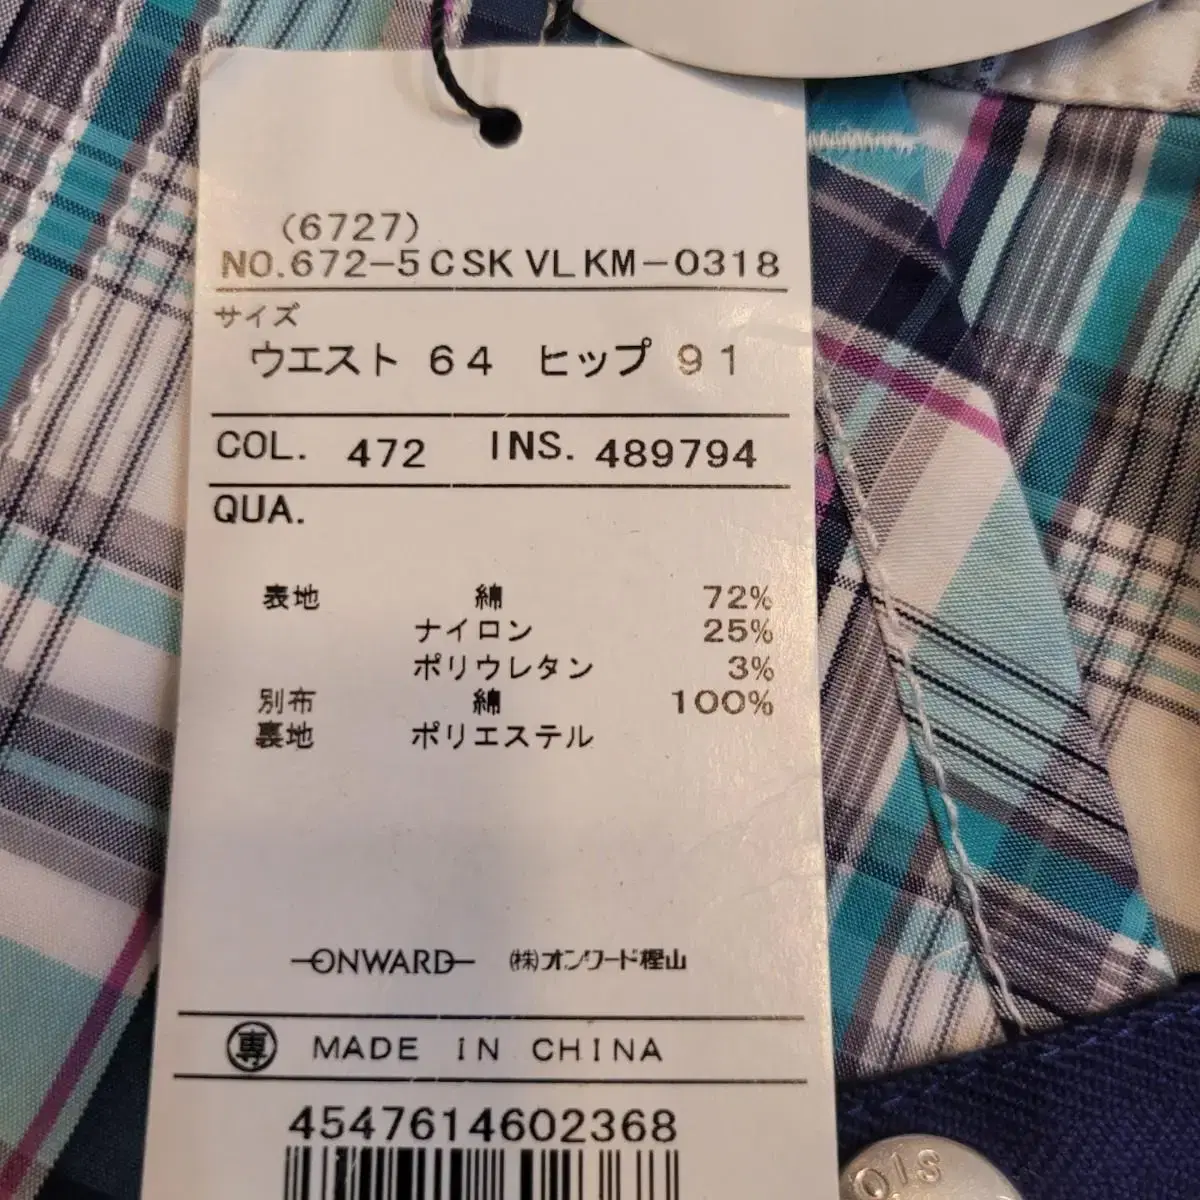 (6727)
NO.672-5CSKVLKM-0318
サイズ
ウエスト 64 ヒップ 91
COL. 472 INS. 489794
QUA.
表地 綿 72%
ナイロン 25%
ポリウレタン 3%
別布 綿 100%
裏地 ポリエステル
ONWARD (株)オンワード樫山
専 MADE IN CHINA
4547614602368